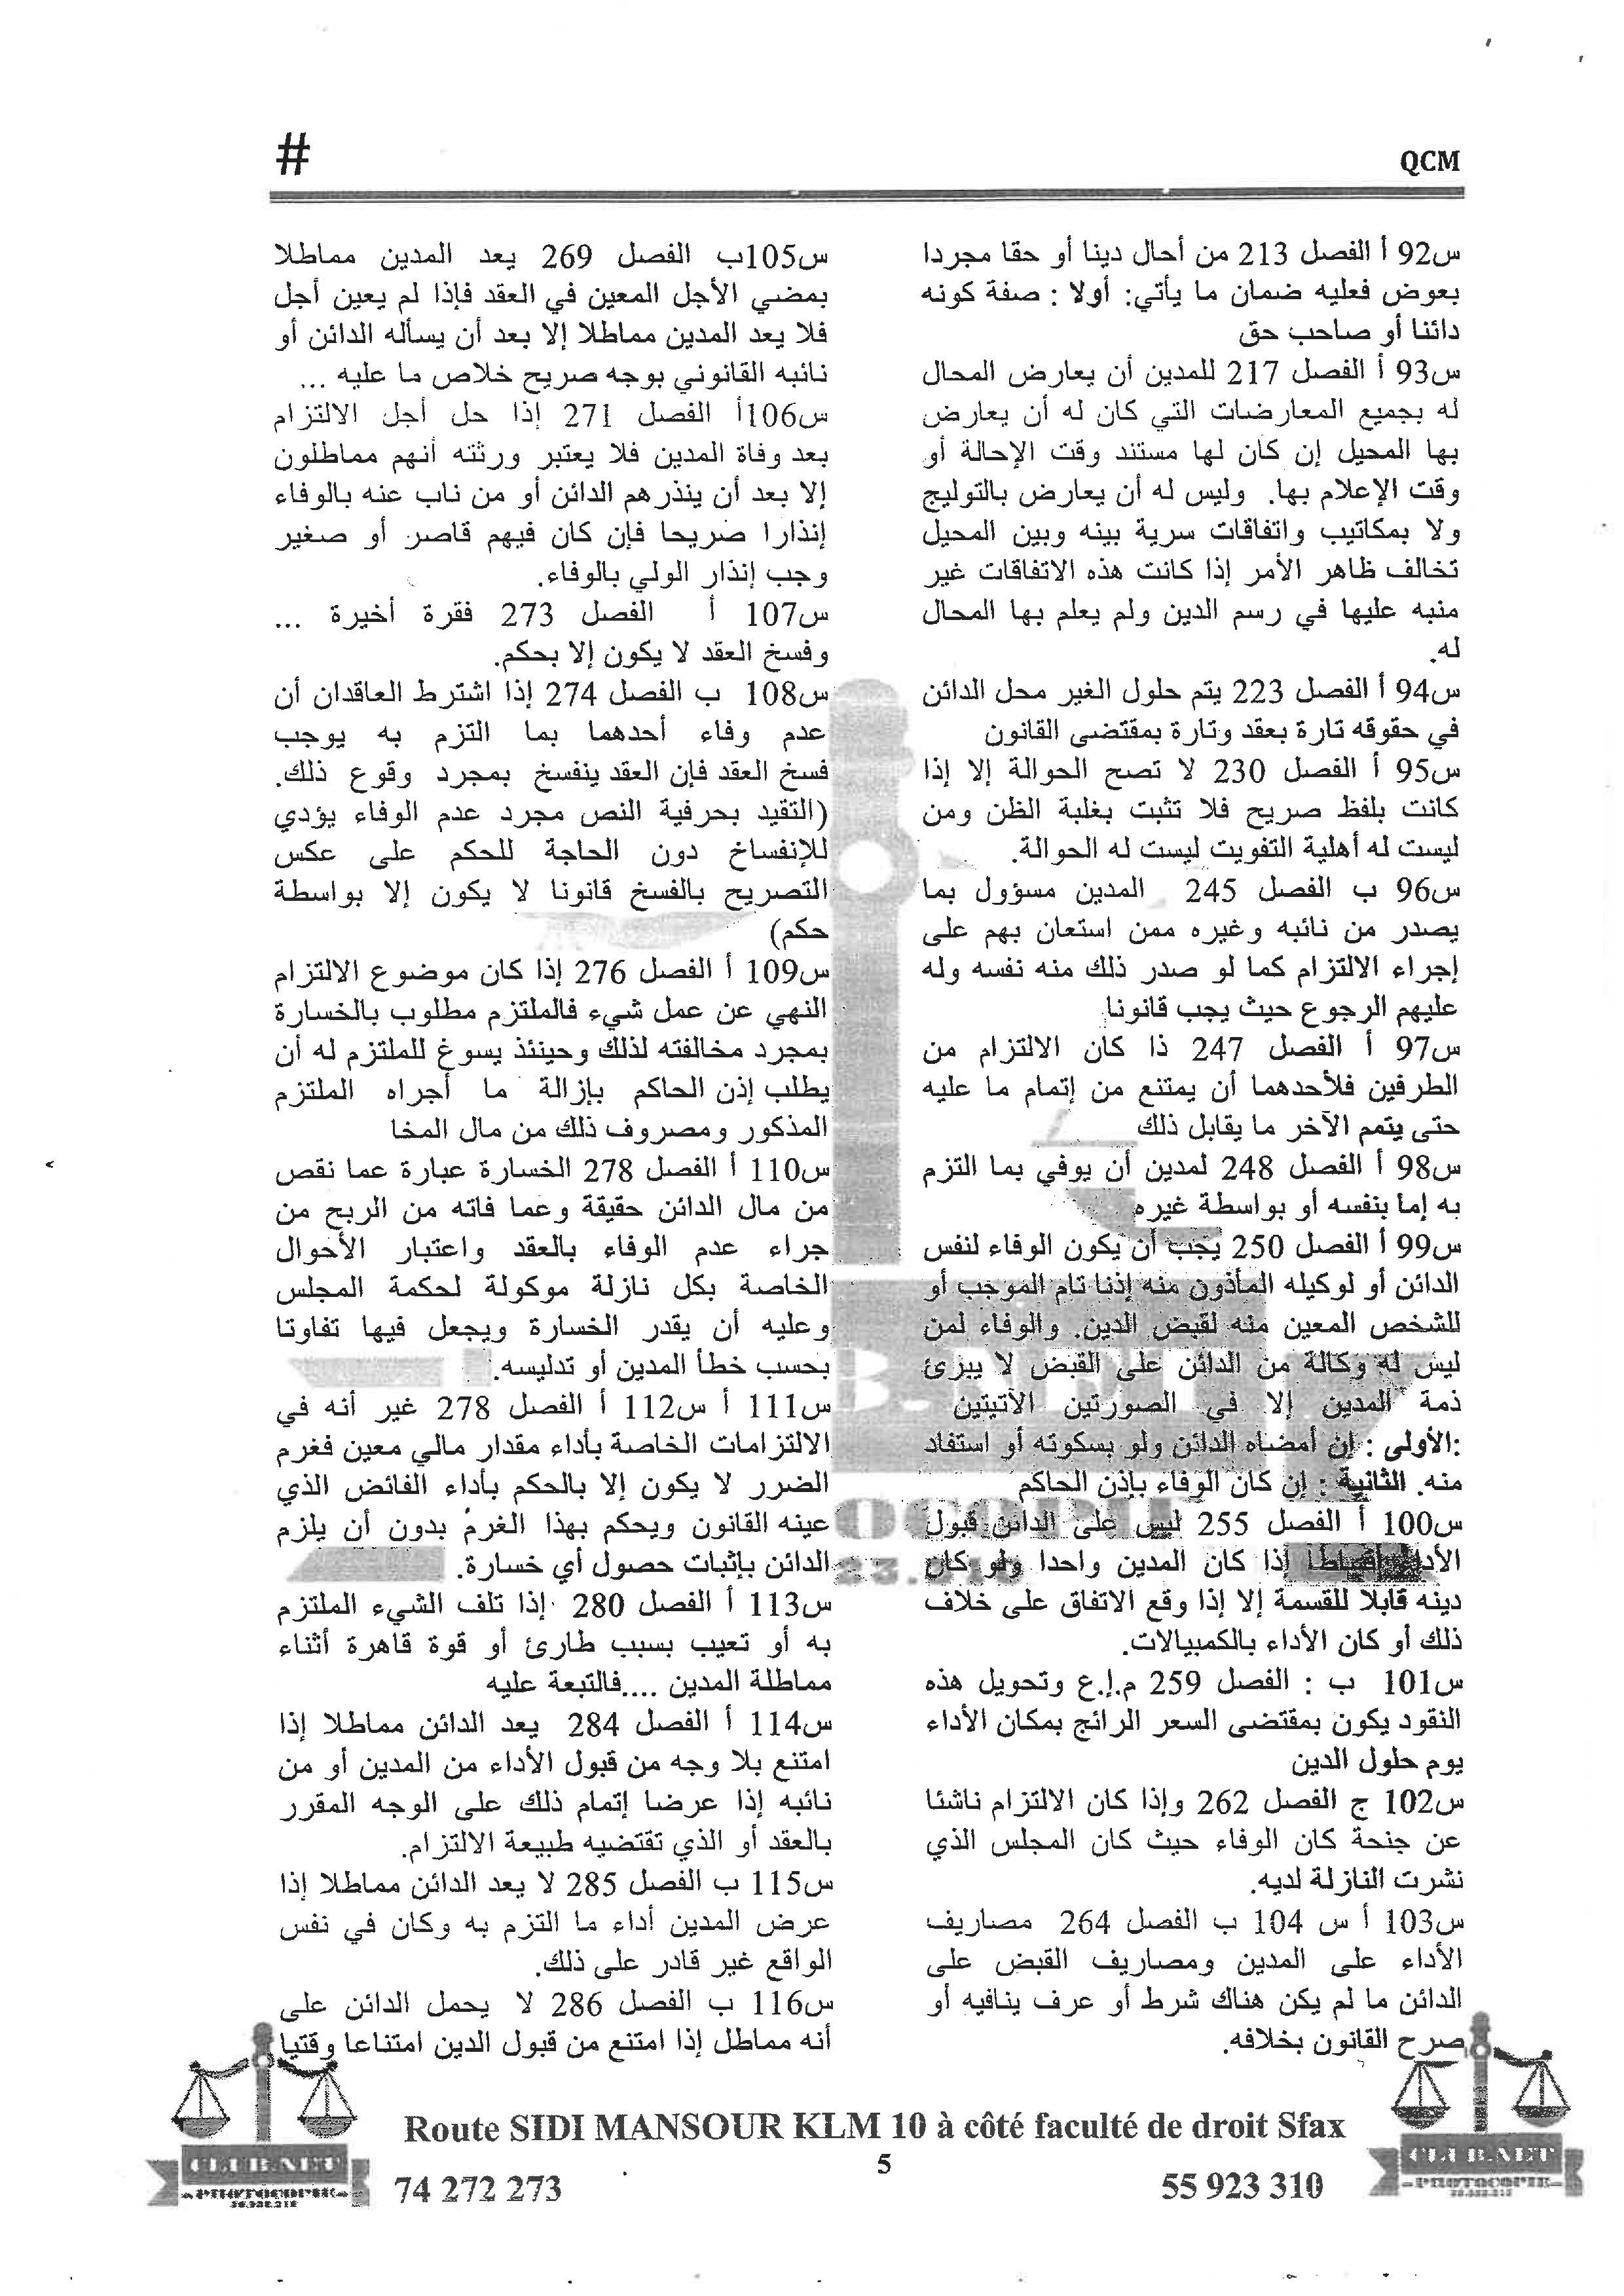 #
QCM
س92 أ الفصل 213 من أحال دينا أو حقا مجردا
بعوض فعليه ضمان ما يأتي: أولا : صفة كونه
دائنا أو صاحب حق
س93 أ الفصل 217 للمدين أن يعارض المحال
له بجميع المعارضات التي كان له أن يعارض
بها المحيل إن كان لها مستند وقت الإحالة أو
وقت الإعلام بها. وليس له أن يعارض بالتوليج
ولا بمكاتيب واتفاقات سرية بينه وبين المحيل
تخالف ظاهر الأمر إذا كانت هذه الاتفاقات غير
منبه عليها في رسم الدين ولم يعلم بها المحال
له.
س94 أ الفصل 223 يتم حلول الغير محل الدائن
في حقوقه تارة بعقد وتارة بمقتضى القانون
س95 أ الفصل 230 لا تصح الحوالة إلا إذا
كانت بلفظ صريح فلا تثبت بغلبة الظن ومن
ليست له أهلية التفويت ليست له الحوالة.
س96 ب الفصل 245 المدين مسؤول بما
يصدر من نائبه وغيره ممن استعان بهم على
إجراء الالتزام كما لو صدر ذلك منه نفسه وله
عليهم الرجوع حيث يجب قانونا
س97 أ الفصل 247 ذا كان الالتزام من
الطرفين فلأحدهما أن يمتنع من إتمام ما عليه
حتى يتمم الآخر ما يقابل ذلك
س98 أ الفصل 248 لمدين أن يوفي بما التزم
به إما بنفسه أو بواسطة غيره
س99 أ الفصل 250 يجب أن يكون الوفاء لنفس
الدائن أو لوكيله المأذون منه إذنا تام الموجب أو
للشخص المعين منه لقبض الدين. والوفاء لمن
ليس له وكالة من الدائن على القبض لا يبرئ
ذمة المدين إلا في الصورتين الآتيتين
:الأولى : إن أمضاه الدائن ولو بسكوته أو استفاد
منه. الثانية : إن كان الوفاء بإذن الحاكم
س100 أ الفصل 255 ليس على الدائن قبول
الأداء أقساطا إذا كان المدين واحدا ولو كان
دينه قابلا للقسمة إلا إذا وقع الاتفاق على خلاف
ذلك أو كان الأداء بالكمبيالات.
س101 ب : الفصل 259 م.إ.ع وتحويل هذه
النقود يكون بمقتضى السعر الرائج بمكان الأداء
يوم حلول الدين
س102 ج الفصل 262 وإذا كان الالتزام ناشئا
عن جنحة كان الوفاء حيث كان المجلس الذي
نشرت النازلة لديه.
س103 أ س 104 ب الفصل 264 مصاريف
الأداء على المدين ومصاريف القبض على
الدائن ما لم يكن هناك شرط أو عرف ينافيه أو
صرح القانون بخلافه.
س105ب الفصل 269 يعد المدين مماطلا
بمضي الأجل المعين في العقد فإذا لم يعين أجل
فلا يعد المدين مماطلا إلا بعد أن يسأله الدائن أو
نائبه القانوني بوجه صريح خلاص ما عليه ...
س106أ الفصل 271 إذا حل أجل الالتزام
بعد وفاة المدين فلا يعتبر ورثته أنهم مماطلون
إلا بعد أن ينذرهم الدائن أو من ناب عنه بالوفاء
إنذارا صريحا فإن كان فيهم قاصر أو صغير
وجب إنذار الولي بالوفاء.
س107 أ الفصل 273 فقرة أخيرة ...
وفسخ العقد لا يكون إلا بحكم.
س108 ب الفصل 274 إذا اشترط العاقدان أن
عدم وفاء أحدهما بما التزم به يوجب
فسخ العقد فإن العقد ينفسخ بمجرد وقوع ذلك.
(التقيد بحرفية النص مجرد عدم الوفاء يؤدي
للإنفساخ دون الحاجة للحكم على عكس
التصريح بالفسخ قانونا لا يكون إلا بواسطة
حكم)
س109 أ الفصل 276 إذا كان موضوع الالتزام
النهي عن عمل شيء فالملتزم مطلوب بالخسارة
بمجرد مخالفته لذلك وحينئذ يسوغ للملتزم له أن
يطلب إذن الحاكم بإزالة ما أجراه الملتزم
المذكور ومصروف ذلك من مال المخا
س110 أ الفصل 278 الخسارة عبارة عما نقص
من مال الدائن حقيقة وعما فاته من الربح من
جراء عدم الوفاء بالعقد واعتبار الأحوال
الخاصة بكل نازلة موكولة لحكمة المجلس
وعليه أن يقدر الخسارة ويجعل فيها تفاوتا
بحسب خطأ المدين أو تدليسه.
س111 أ س112 أ الفصل 278 غير أنه في
الالتزامات الخاصة بأداء مقدار مالي معين فغرم
الضرر لا يكون إلا بالحكم بأداء الفائض الذي
عينه القانون ويحكم بهذا الغرم بدون أن يلزم
الدائن بإثبات حصول أي خسارة.
س113 أ الفصل 280 إذا تلف الشيء الملتزم
به أو تعيب بسبب طارئ أو قوة قاهرة أثناء
مماطلة المدين ....فالتبعة عليه
س114 أ الفصل 284 يعد الدائن مماطلا إذا
امتنع بلا وجه من قبول الأداء من المدين أو من
نائبه إذا عرضا إتمام ذلك على الوجه المقرر
بالعقد أو الذي تقتضيه طبيعة الالتزام.
س115 ب الفصل 285 لا يعد الدائن مماطلا إذا
عرض المدين أداء ما التزم به وكان في نفس
الواقع غير قادر على ذلك.
س116 ب الفصل 286 لا يحمل الدائن على
أنه مماطل إذا امتنع من قبول الدين امتناعا وقتيا
Route SIDI MANSOUR KLM 10 à côté faculté de droit Sfax
5
74 272 273
55 923 310
CLUB.NET
PHOTOCOPIE
CLUB.NET
PHOTOCOPIE